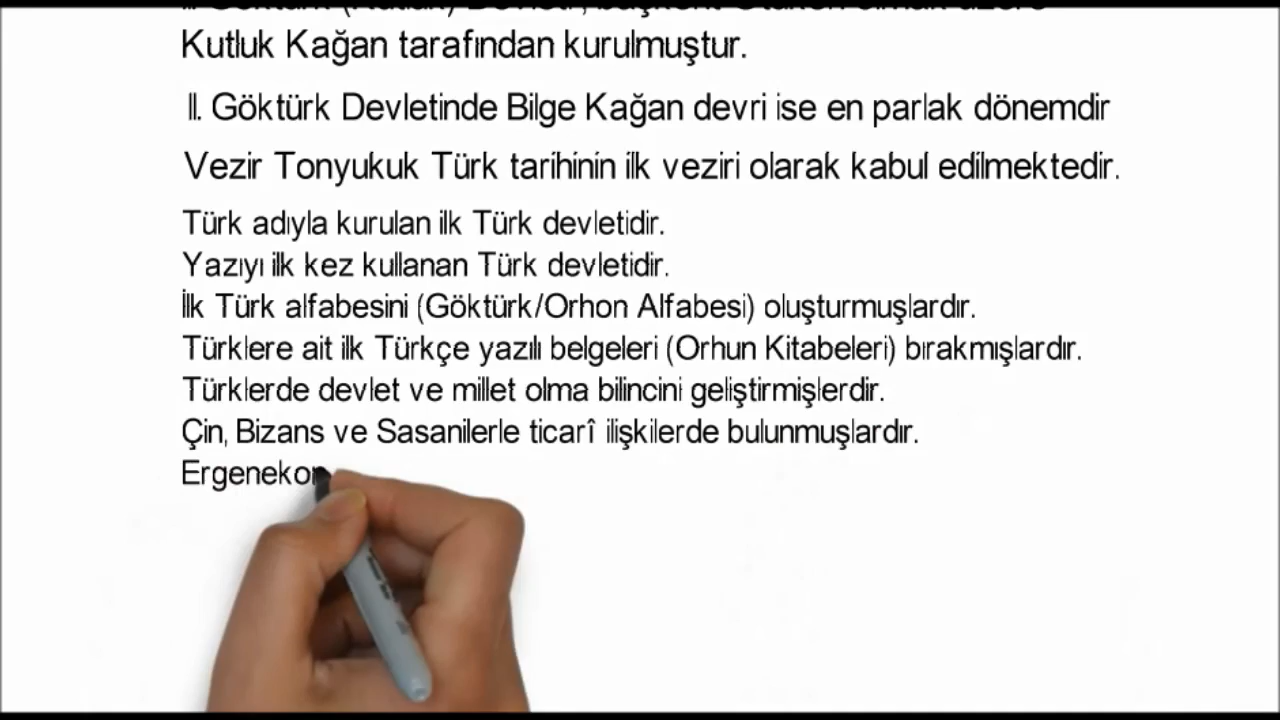 Kutluk Kağan tarafından kurulmuştur.
II. Göktürk Devletinde Bilge Kağan devri ise en parlak dönemdir
Vezir Tonyukuk Türk tarihinin ilk veziri olarak kabul edilmektedir.
Türk adıyla kurulan ilk Türk devletidir.
Yazıyı ilk kez kullanan Türk devletidir.
İlk Türk alfabesini (Göktürk/Orhon Alfabesi) oluşturmuşlardır.
Türklere ait ilk Türkçe yazılı belgeleri (Orhun Kitabeleri) bırakmışlardır.
Türklerde devlet ve millet olma bilincini geliştirmişlerdir.
Çin, Bizans ve Sasanilerle ticarî ilişkilerde bulunmuşlardır.
Ergenekon